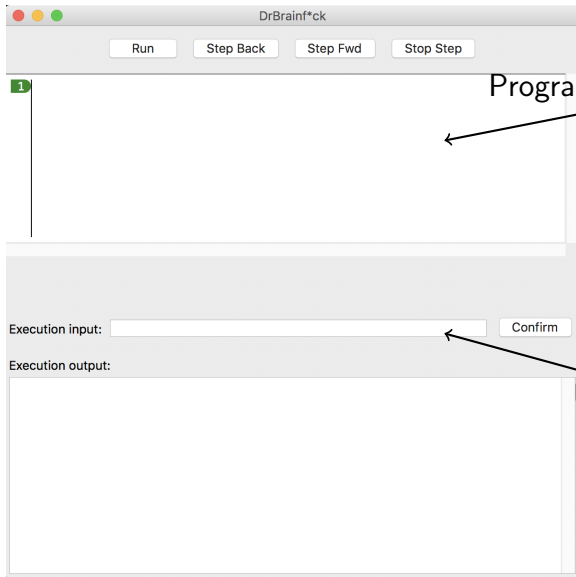 DrBrainf*ck
Run Step Back Step Fwd Stop Step
1
Progra
Execution input: Confirm
Execution output: